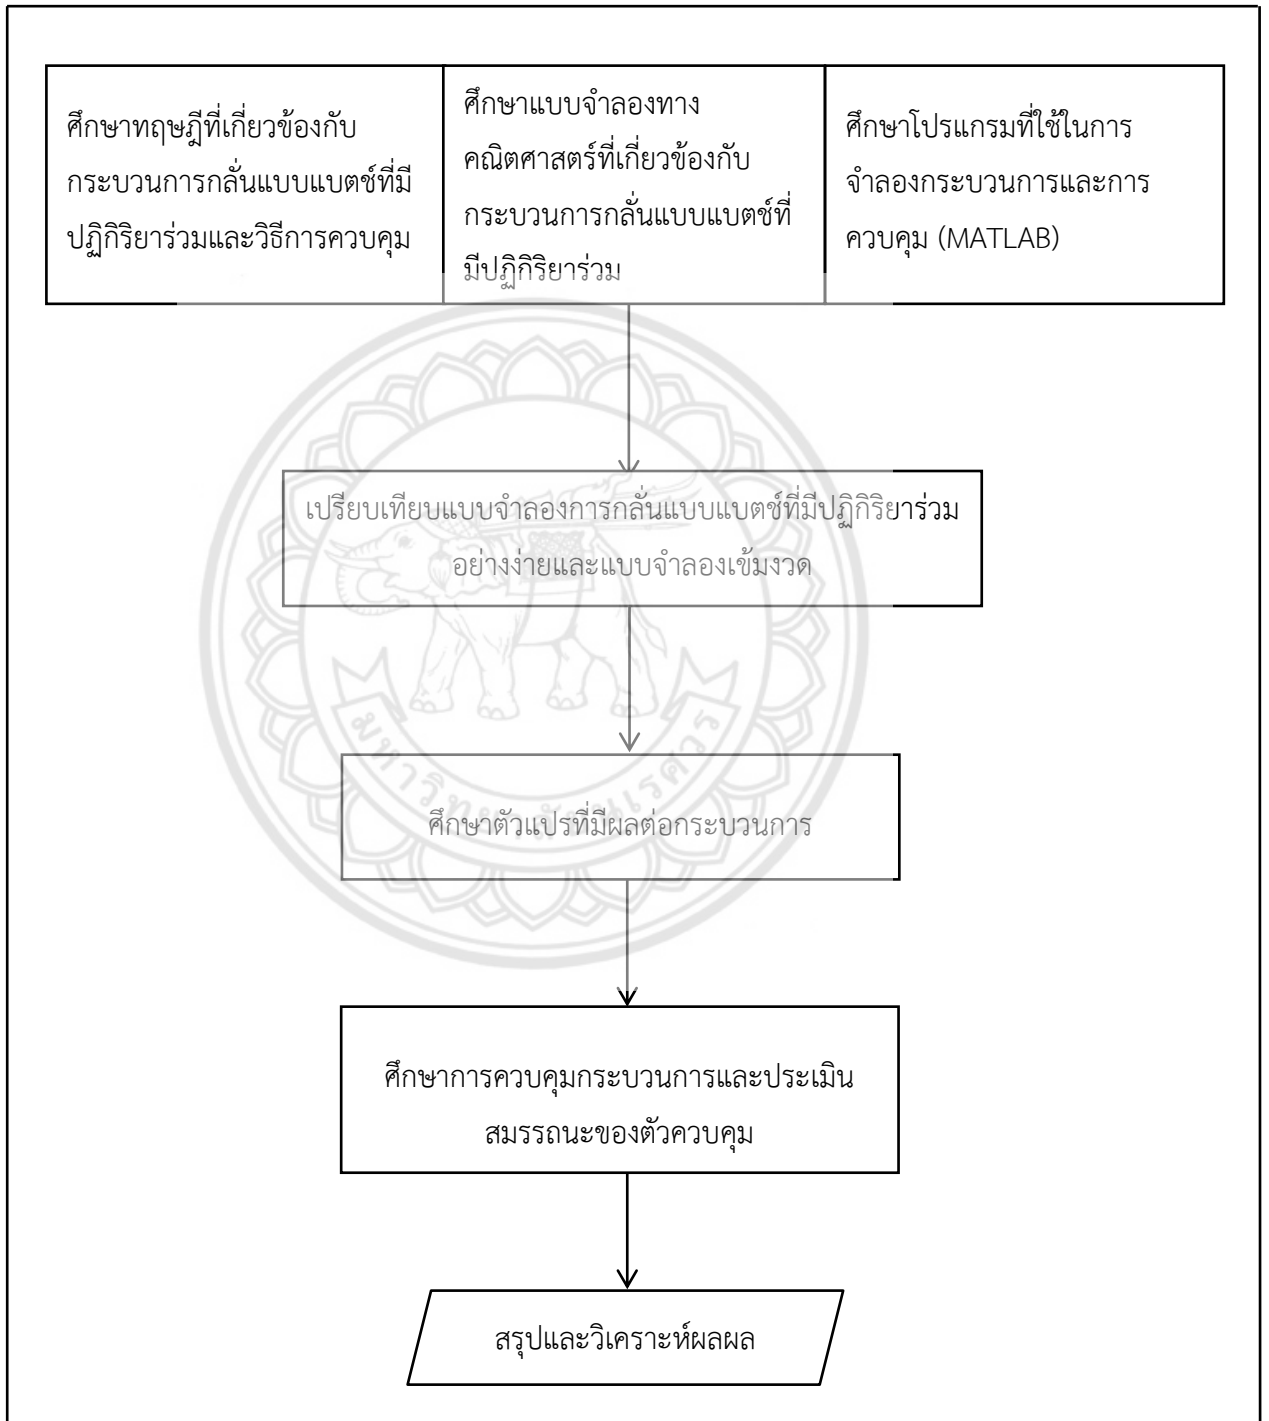 ศึกษาทฤษฎีที่เกี่ยวข้องกับ
กระบวนการกลั่นแบบแบตช์ที่มี
ปฏิกิริยาร่วมและวิธีการควบคุม
ศึกษาแบบจำลองทาง
คณิตศาสตร์ที่เกี่ยวข้องกับ
กระบวนการกลั่นแบบแบตช์ที่
มีปฏิกิริยาร่วม
ศึกษาโปรแกรมที่ใช้ในการ
จำลองกระบวนการและการ
ควบคุม (MATLAB)
เปรียบเทียบแบบจำลองการกลั่นแบบแบตช์ที่มีปฏิกิริยาร่วม
อย่างง่ายและแบบจำลองเข้มงวด
ศึกษาตัวแปรที่มีผลต่อกระบวนการ
มหาวิทยาลัยนเรศวร
ศึกษาการควบคุมกระบวนการและประเมิน
สมรรถนะของตัวควบคุม
สรุปและวิเคราะห์ผลผล